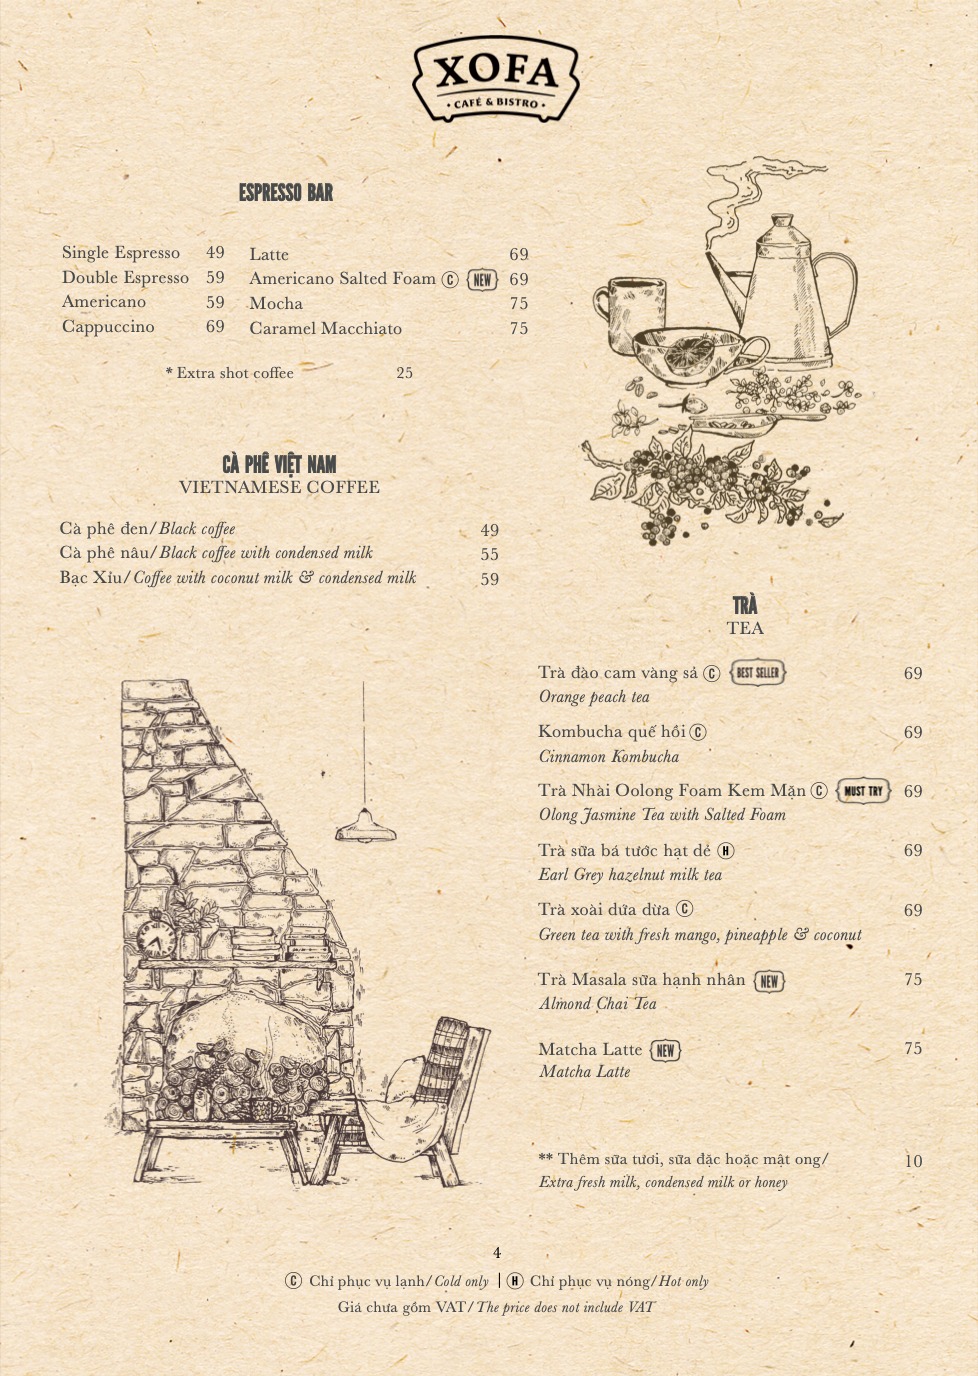 XOFA
• CAFÉ & BISTRO •
ESPRESSO BAR
Single Espresso 49
Double Espresso 59
Americano 59
Cappuccino 69
Latte 69
Americano Salted Foam Ⓒ NEW 69
Mocha 75
Caramel Macchiato 75
* Extra shot coffee 25
CÀ PHÊ VIỆT NAM
VIETNAMESE COFFEE
Cà phê đen/Black coffee 49
Cà phê nâu/Black coffee with condensed milk 55
Bạc Xỉu/Coffee with coconut milk & condensed milk 59
TRÀ
TEA
Trà đào cam vàng sả Ⓒ BEST SELLER 69
Orange peach tea
Kombucha quế hồi Ⓒ 69
Cinnamon Kombucha
Trà Nhài Oolong Foam Kem Mặn Ⓒ MUST TRY 69
Olong Jasmine Tea with Salted Foam
Trà sữa bá tước hạt dẻ Ⓗ 69
Earl Grey hazelnut milk tea
Trà xoài dứa dừa Ⓒ 69
Green tea with fresh mango, pineapple & coconut
Trà Masala sữa hạnh nhân NEW 75
Almond Chai Tea
Matcha Latte NEW 75
Matcha Latte
** Thêm sữa tươi, sữa đặc hoặc mật ong/ 10
Extra fresh milk, condensed milk or honey
4
Ⓒ Chỉ phục vụ lạnh/Cold only | Ⓗ Chỉ phục vụ nóng/Hot only
Giá chưa gồm VAT/The price does not include VAT